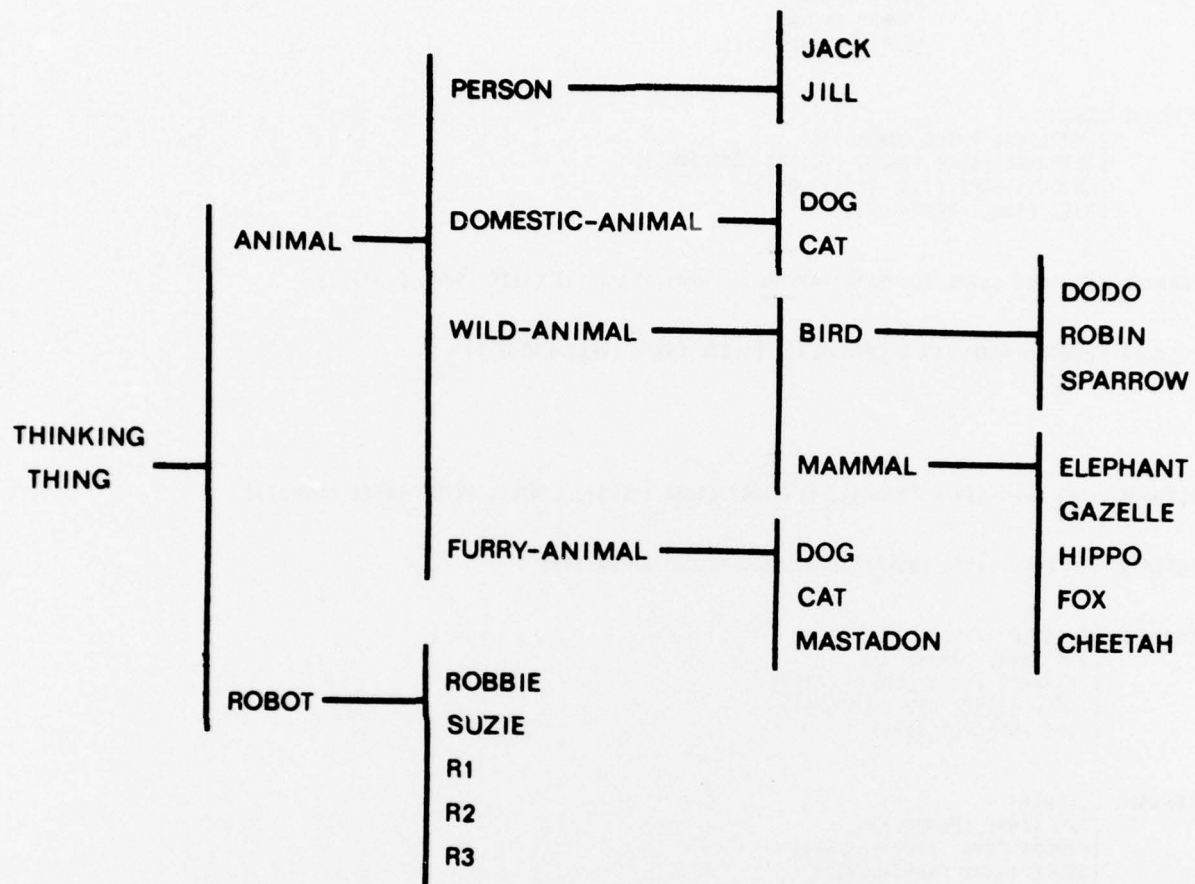 THINKING
THING
ANIMAL
ROBOT
PERSON
DOMESTIC-ANIMAL
WILD-ANIMAL
FURRY-ANIMAL
ROBBIE
SUZIE
R1
R2
R3
JACK
JILL
DOG
CAT
BIRD
MAMMAL
DOG
CAT
MASTADON
DODO
ROBIN
SPARROW
ELEPHANT
GAZELLE
HIPPO
FOX
CHEETAH